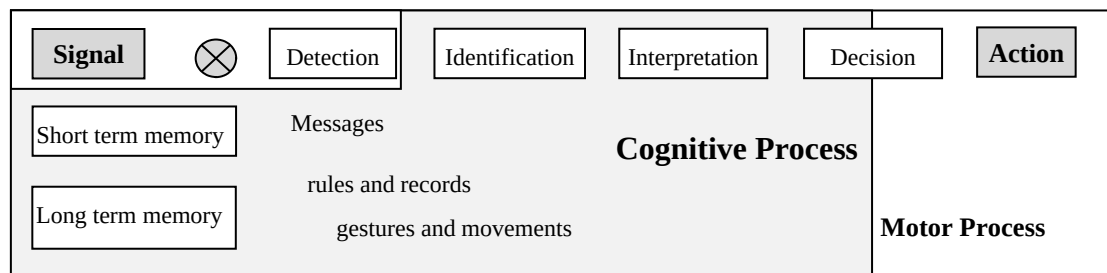 Signal Detection Identification Interpretation Decision Action
Short term memory
Messages
Cognitive Process
rules and records
Long term memory
gestures and movements
Motor Process